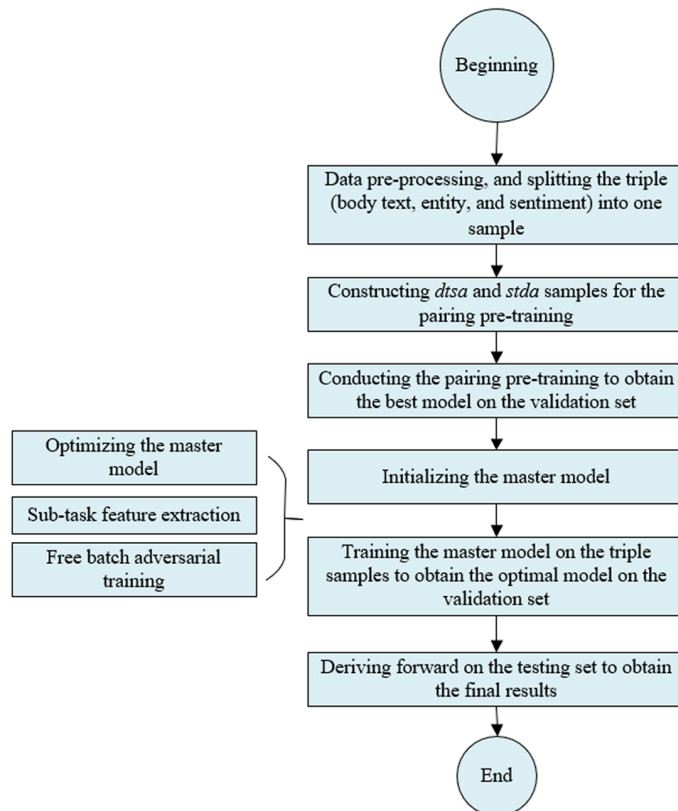 Beginning
Data pre-processing, and splitting the triple
(body text, entity, and sentiment) into one
sample
Constructing dtsa and stda samples for the
pairing pre-training
Conducting the pairing pre-training to obtain
the best model on the validation set
Optimizing the master
model
Sub-task feature extraction
Free batch adversarial
training
Initializing the master model
Training the master model on the triple
samples to obtain the optimal model on the
validation set
Deriving forward on the testing set to obtain
the final results
End